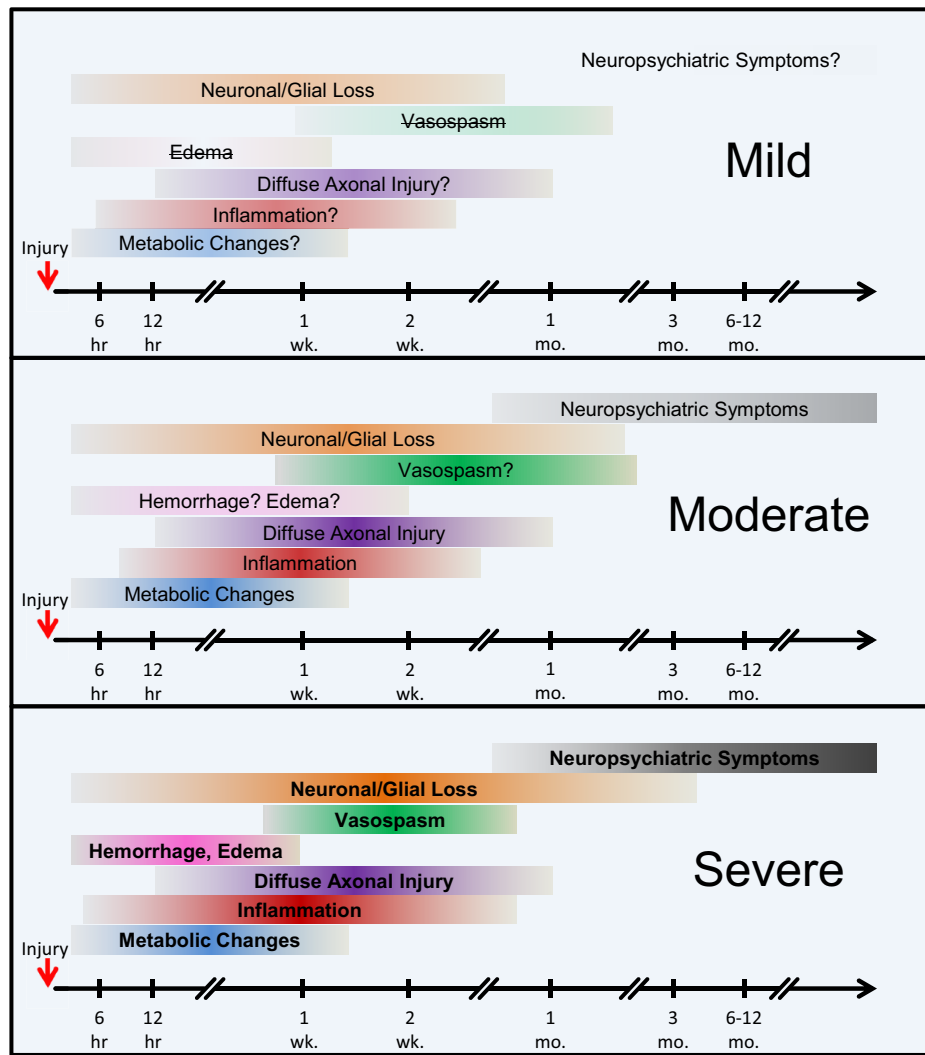 Neuropsychiatric Symptoms?
Neuronal/Glial Loss
Vasospasm
Edema
Mild
Diffuse Axonal Injury?
Inflammation?
Metabolic Changes?
Injury
6 12 1 2 1 3 6-12
hr hr wk. wk. mo. mo. mo.
Neuropsychiatric Symptoms
Neuronal/Glial Loss
Vasospasm?
Hemorrhage? Edema?
Moderate
Diffuse Axonal Injury
Inflammation
Metabolic Changes
Injury
6 12 1 2 1 3 6-12
hr hr wk. wk. mo. mo. mo.
Neuropsychiatric Symptoms
Neuronal/Glial Loss
Vasospasm
Hemorrhage, Edema
Severe
Diffuse Axonal Injury
Inflammation
Metabolic Changes
Injury
6 12 1 2 1 3 6-12
hr hr wk. wk. mo. mo. mo.